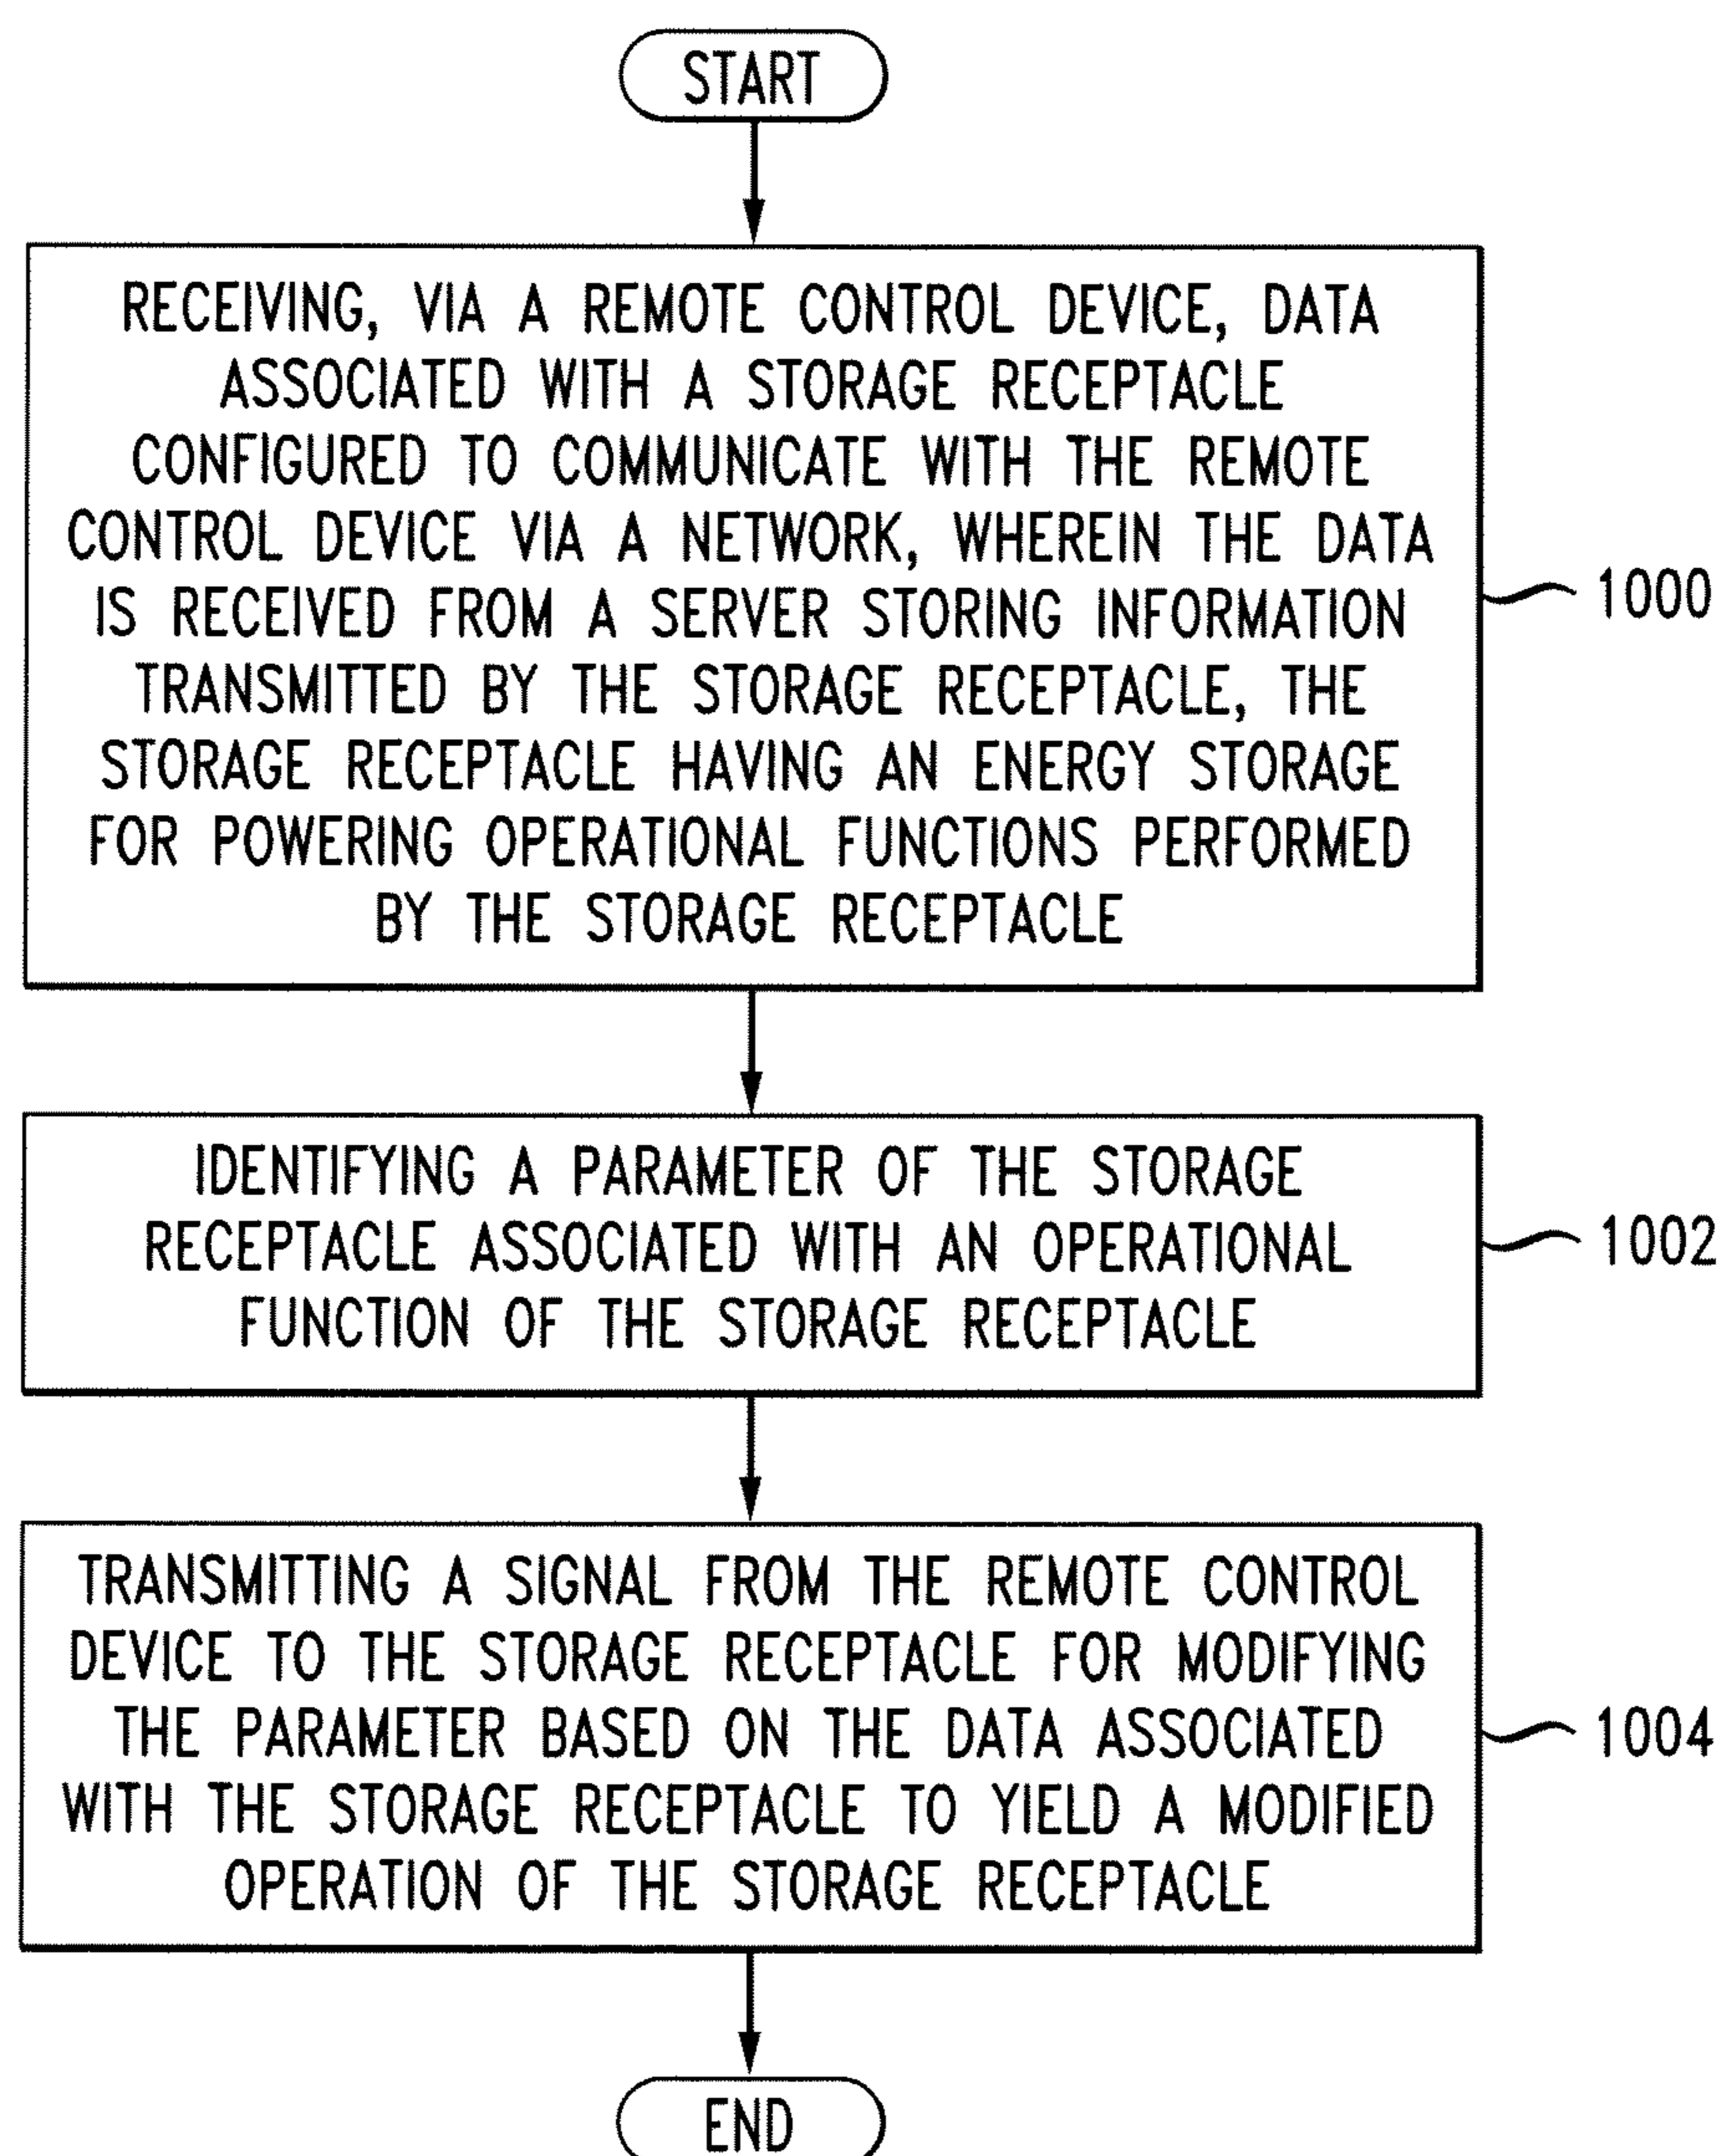 START
RECEIVING, VIA A REMOTE CONTROL DEVICE, DATA
ASSOCIATED WITH A STORAGE RECEPTACLE
CONFIGURED TO COMMUNICATE WITH THE REMOTE
CONTROL DEVICE VIA A NETWORK, WHEREIN THE DATA
IS RECEIVED FROM A SERVER STORING INFORMATION
TRANSMITTED BY THE STORAGE RECEPTACLE, THE
STORAGE RECEPTACLE HAVING AN ENERGY STORAGE
FOR POWERING OPERATIONAL FUNCTIONS PERFORMED
BY THE STORAGE RECEPTACLE
1000
IDENTIFYING A PARAMETER OF THE STORAGE
RECEPTACLE ASSOCIATED WITH AN OPERATIONAL
FUNCTION OF THE STORAGE RECEPTACLE
1002
TRANSMITTING A SIGNAL FROM THE REMOTE CONTROL
DEVICE TO THE STORAGE RECEPTACLE FOR MODIFYING
THE PARAMETER BASED ON THE DATA ASSOCIATED
WITH THE STORAGE RECEPTACLE TO YIELD A MODIFIED
OPERATION OF THE STORAGE RECEPTACLE
1004
END